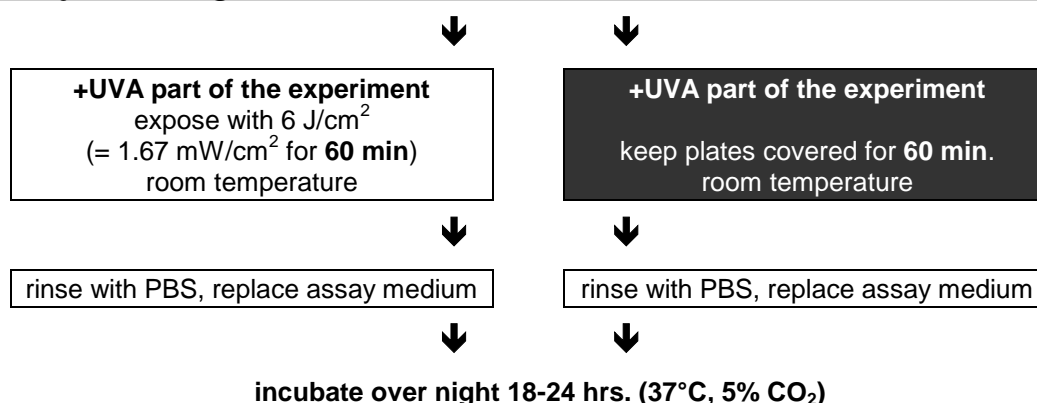 +UVA part of the experiment
expose with 6 J/cm²
(= 1.67 mW/cm² for 60 min)
room temperature
+UVA part of the experiment
keep plates covered for 60 min.
room temperature
rinse with PBS, replace assay medium
rinse with PBS, replace assay medium
incubate over night 18-24 hrs. (37°C, 5% CO₂)